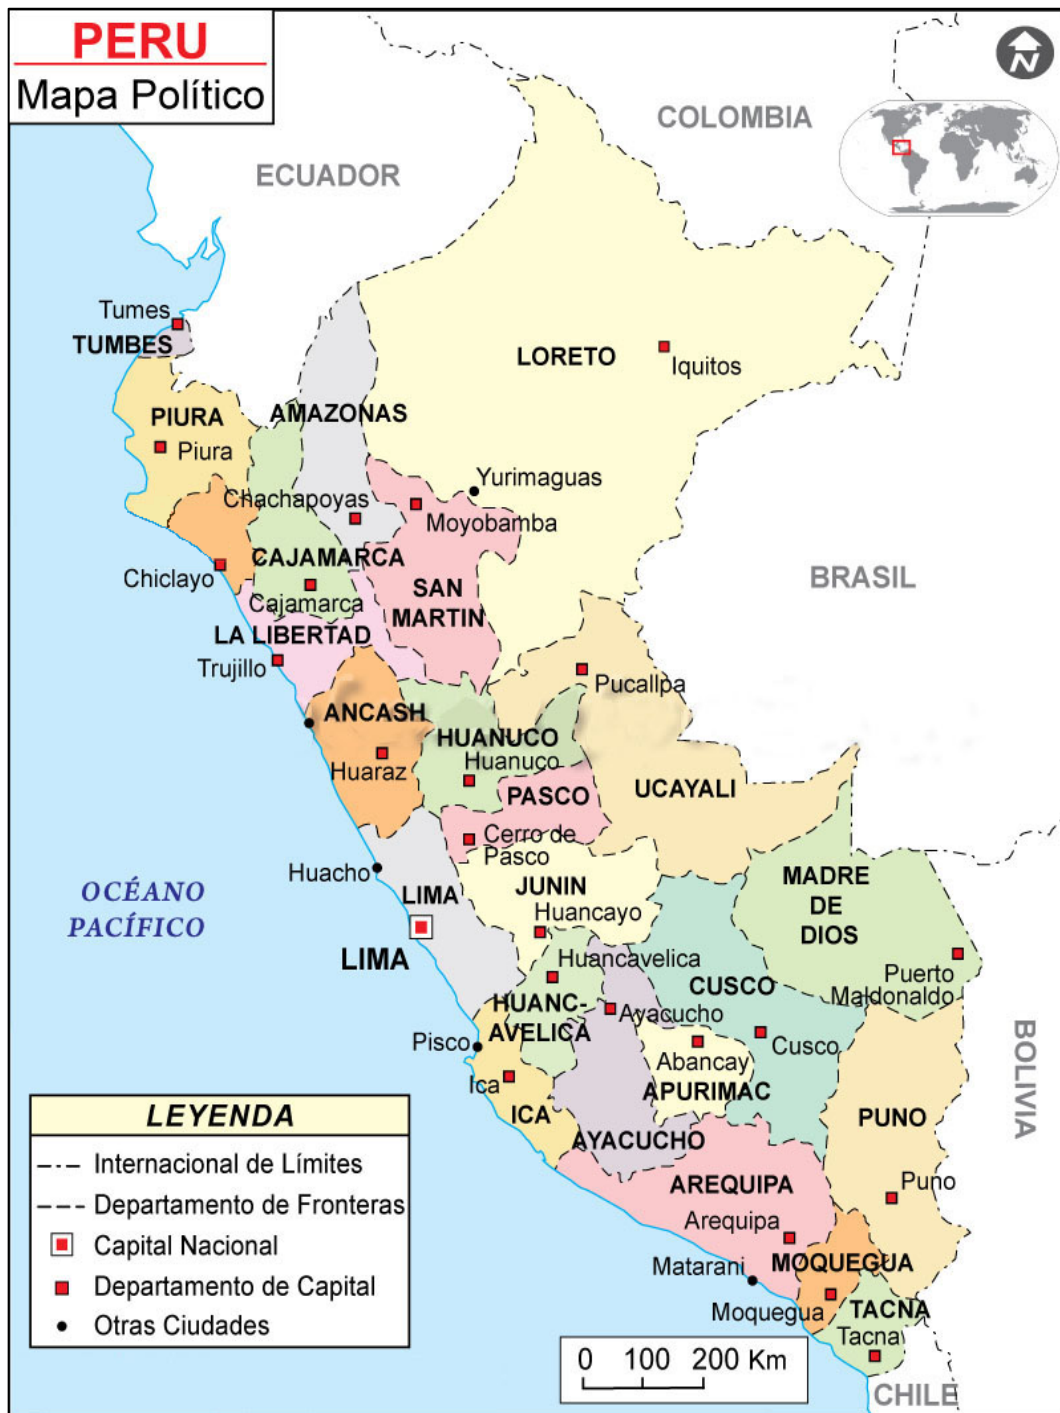 PERU
Mapa Político
N
COLOMBIA
ECUADOR
Tumes
TUMBES
LORETO
Iquitos
PIURA
AMAZONAS
Piura
Yurimaguas
Chachapoyas
Moyobamba
CAJAMARCA
Chiclayo
BRASIL
Cajamarca
SAN
MARTIN
LA LIBERTAD
Trujillo
Pucallpa
ANCASH
HUANUCO
Huanuco
Huaraz
UCAYALI
PASCO
Cerro de
Pasco
Huacho
JUNIN
LIMA
MADRE
DE
DIOS
OCÉANO
PACÍFICO
Huancayo
LIMA
Huancavelica
CUSCO
Puerto
Maldonaldo
HUANC-
AVELICA
Ayacucho
Pisco
Cusco
Abancay
BOLIVIA
Ica
APURIMAC
ICA
PUNO
AYACUCHO
AREQUIPA
Puno
Arequipa
Matarani
MOQUEGUA
Moquegua
TACNA
Tacna
CHILE
LEYENDA
Internacional de Límites
Departamento de Fronteras
Capital Nacional
Departamento de Capital
Otras Ciudades
0 100 200 Km